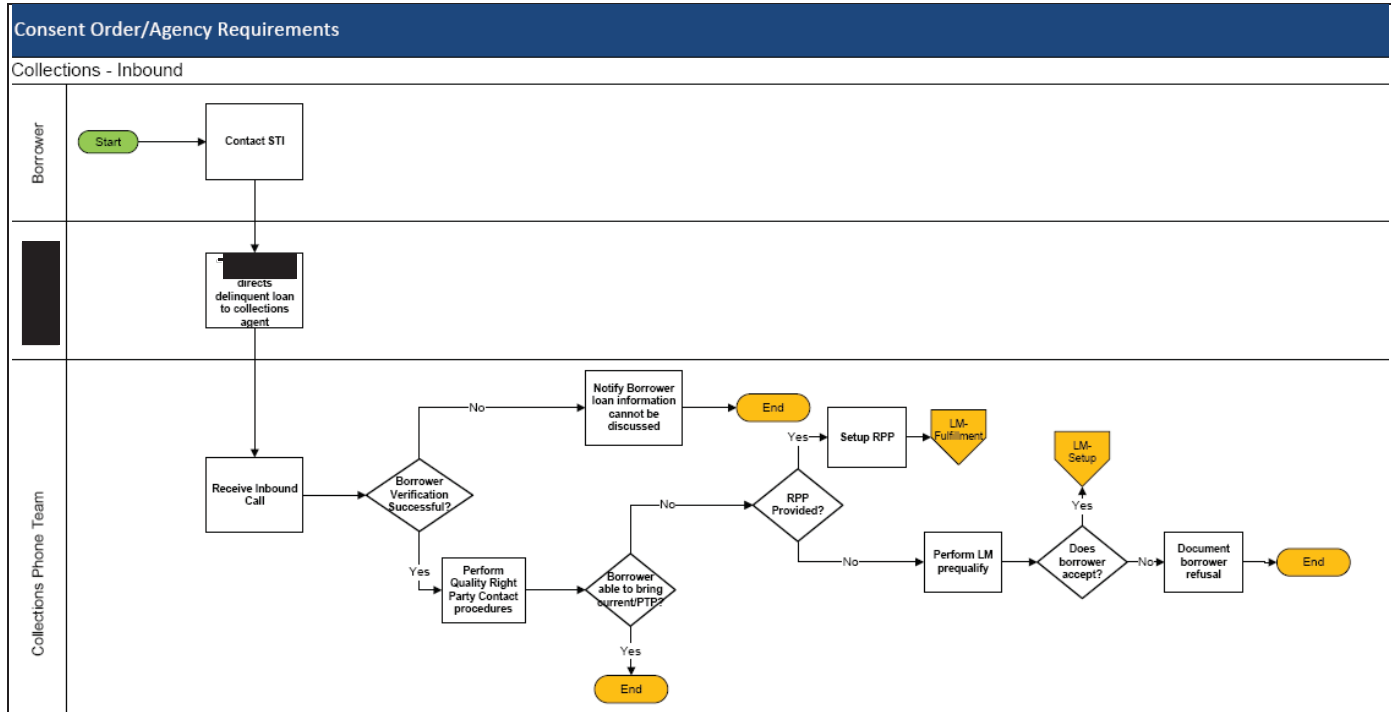 Consent Order/Agency Requirements
Collections - Inbound
Borrower
Start
Contact STI
directs
delinquent loan
to collections
agent
Collections Phone Team
Receive Inbound
Call
Borrower
Verification
Successful?
No
Notify Borrower
loan information
cannot be
discussed
End
Yes
Perform
Quality Right
Party Contact
procedures
Borrower
able to bring
current/PTP?
Yes
End
No
RPP
Provided?
Yes
Setup RPP
LM-
Fulfillment
No
Perform LM
prequalify
Does
borrower
accept?
Yes
LM-
Setup
No
Document
borrower
refusal
End